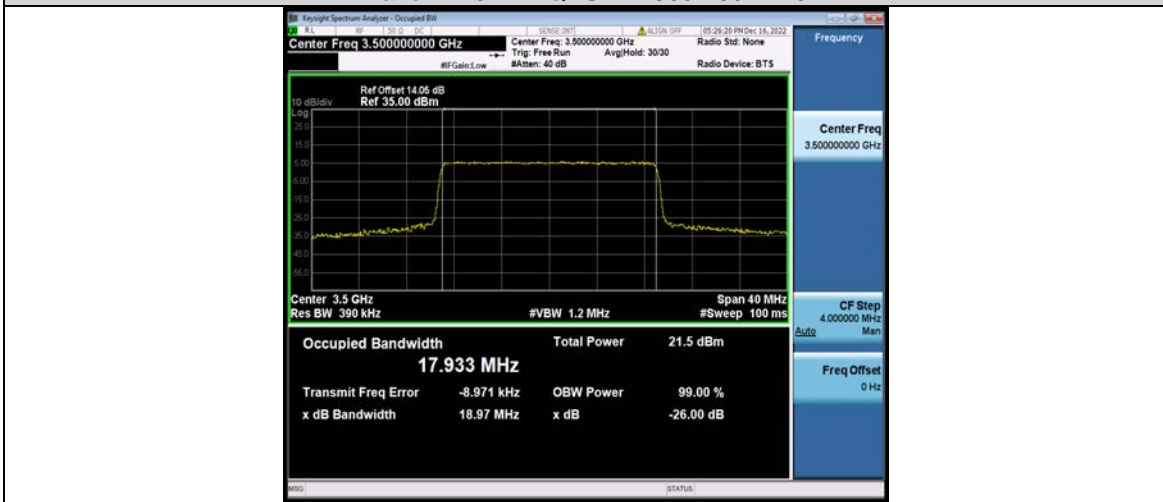 Keysight Spectrum Analyzer - Occupied BW
RL RF 50 Ω DC SENSE:INT ALIGN OFF 05:26:20 PM Dec 16, 2022
Center Freq 3.500000000 GHz
Center Freq: 3.500000000 GHz
Radio Std: None
Trig: Free Run Avg|Hold: 30/30
#IFGain:Low #Atten: 40 dB Radio Device: BTS
Ref Offset 14.05 dB
10 dB/div Ref 35.00 dBm
Log
25.0
15.0
5.00
-5.00
-15.0
-25.0
-35.0
-45.0
-55.0
Center 3.5 GHz Span 40 MHz
Res BW 390 kHz #VBW 1.2 MHz #Sweep 100 ms
Occupied Bandwidth Total Power 21.5 dBm
17.933 MHz
Transmit Freq Error -8.971 kHz OBW Power 99.00 %
x dB Bandwidth 18.97 MHz x dB -26.00 dB
MSG STATUS
Frequency
Center Freq
3.500000000 GHz
CF Step
4.000000 MHz
Auto Man
Freq Offset
0 Hz